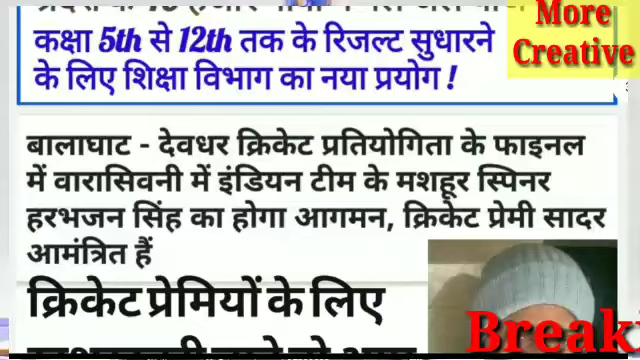 More
Creative
कक्षा 5th से 12th तक के रिजल्ट सुधारने
के लिए शिक्षा विभाग का नया प्रयोग !
बालाघाट - देवधर क्रिकेट प्रतियोगिता के फाइनल
में वारासिवनी में इंडियन टीम के मशहूर स्पिनर
हरभजन सिंह का होगा आगमन, क्रिकेट प्रेमी सादर
आमंत्रित हैं
क्रिकेट प्रेमियों के लिए
Breaki